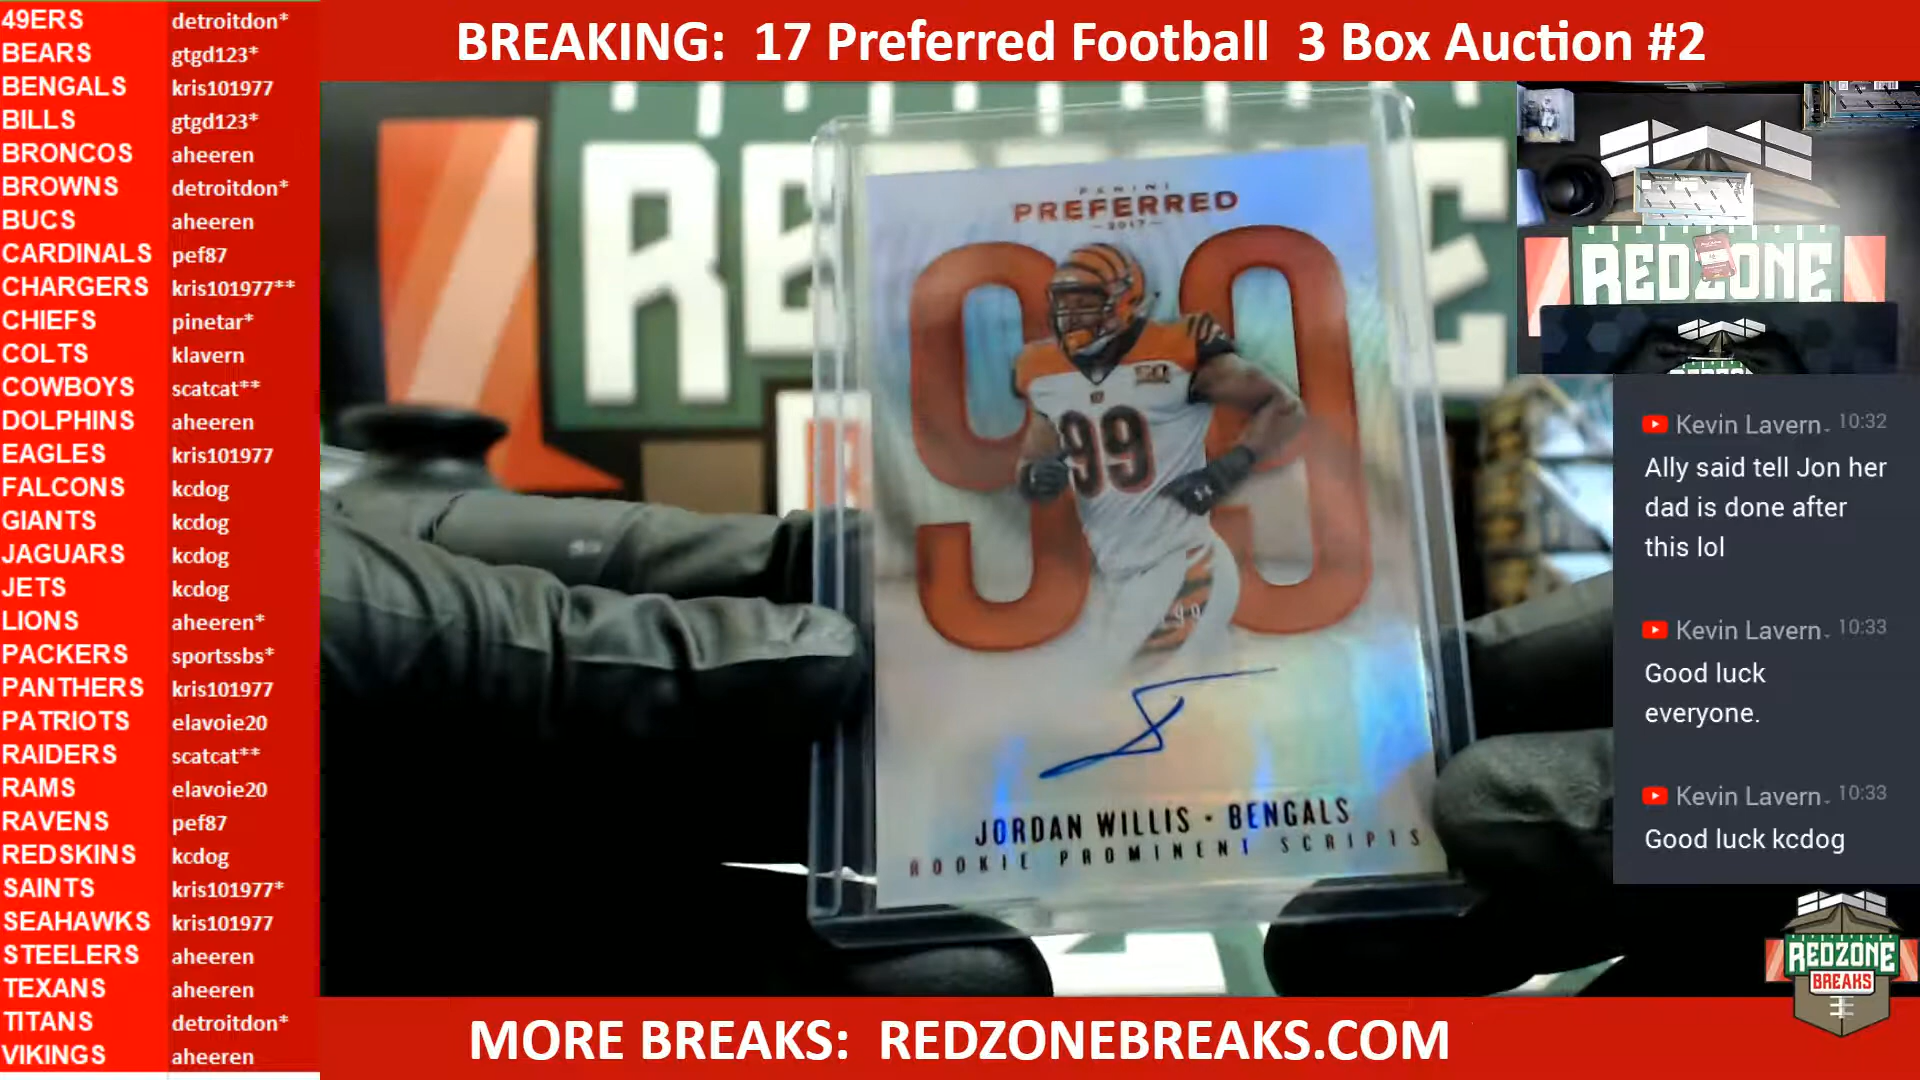 BREAKING: 17 Preferred Football 3 Box Auction #2
49ERS detroitdon*
BEARS gtgd123*
BENGALS kris101977
BILLS gtgd123*
BRONCOS aheeren
BROWNS detroitdon*
BUCS aheeren
CARDINALS pef87
CHARGERS kris101977**
CHIEFS pinetar*
COLTS klavern
COWBOYS scatcat**
DOLPHINS aheeren
EAGLES kris101977
FALCONS kcdog
GIANTS kcdog
JAGUARS kcdog
JETS kcdog
LIONS aheeren*
PACKERS sportssbs*
PANTHERS kris101977
PATRIOTS elavoie20
RAIDERS scatcat**
RAMS elavoie20
RAVENS pef87
REDSKINS kcdog
SAINTS kris101977*
SEAHAWKS kris101977
STEELERS aheeren
TEXANS aheeren
TITANS detroitdon*
VIKINGS aheeren
PANINI
PREFERRED
2017
99
99
JORDAN WILLIS · BENGALS
ROOKIE PROMINENT SCRIPTS
REDZONE
Kevin Lavern 10:32
Ally said tell Jon her
dad is done after
this lol
Kevin Lavern 10:33
Good luck
everyone.
Kevin Lavern 10:33
Good luck kcdog
REDZONE
BREAKS
MORE BREAKS: REDZONEBREAKS.COM